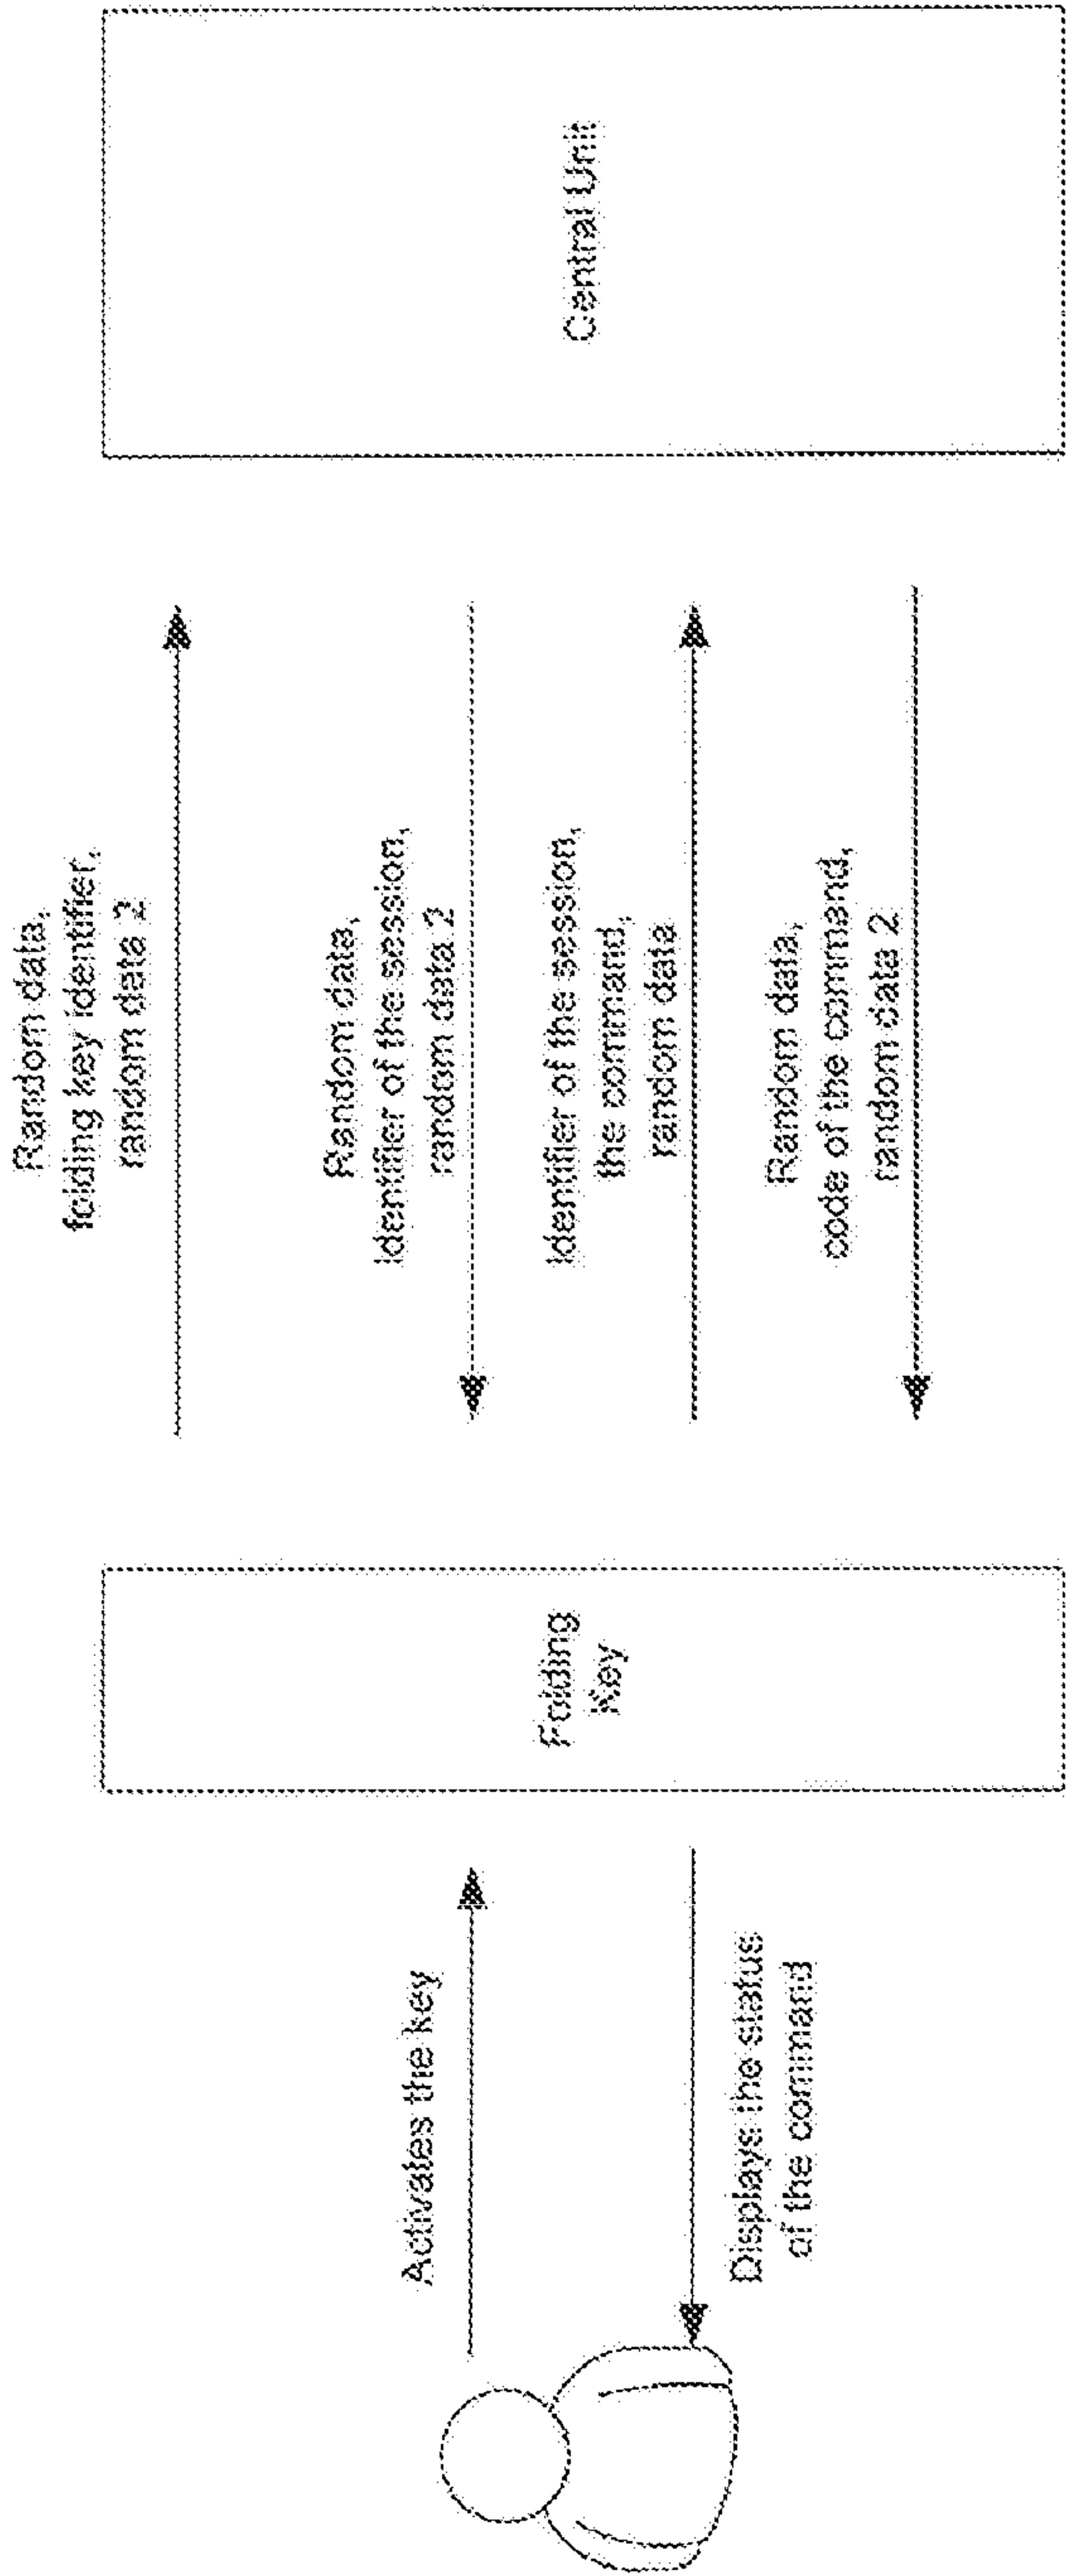 Activates the key
Displays the status
of the command
Folding
Key
Random data,
folding key identifier,
random data 2
Random data,
Identifier of the session,
random data 2
Identifier of the session,
the command,
random data
Random data,
code of the command,
random data 2
Central Unit